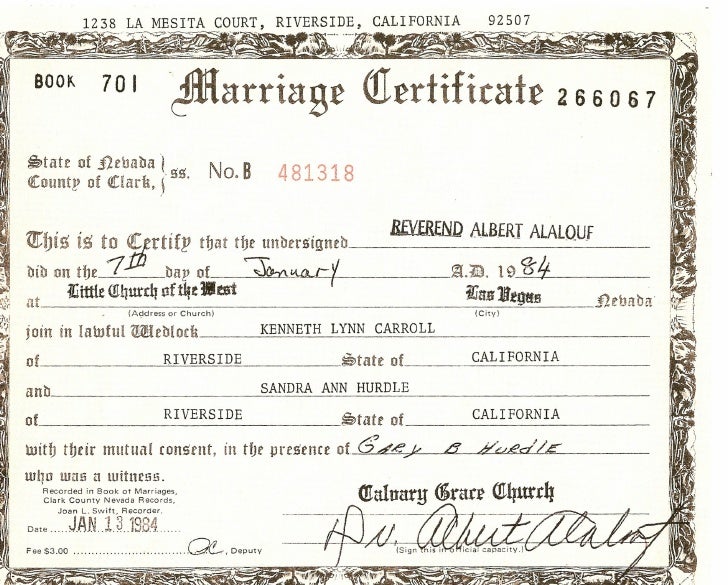 1238 LA MESITA COURT, RIVERSIDE, CALIFORNIA 92507
BOOK 701 Marriage Certificate 266067
State of Nevada
County of Clark, ss. No. B 481318
This is to Certify that the undersigned REVEREND ALBERT ALALOUF
did on the 7th day of January A.D. 1984
at Little Church of the West Las Vegas Nevada
(Address or Church) (City)
join in lawful Wedlock KENNETH LYNN CARROLL
of RIVERSIDE State of CALIFORNIA
and SANDRA ANN HURDLE
of RIVERSIDE State of CALIFORNIA
with their mutual consent, in the presence of GARY B HURDLE
who was a witness.
Recorded in Book of Marriages,
Clark County Nevada Records,
Joan L. Swift, Recorder.
Date JAN 13 1984
Fee $3.00 , Deputy
Calvary Grace Church
Albert Alalouf
(Sign this in official capacity.)